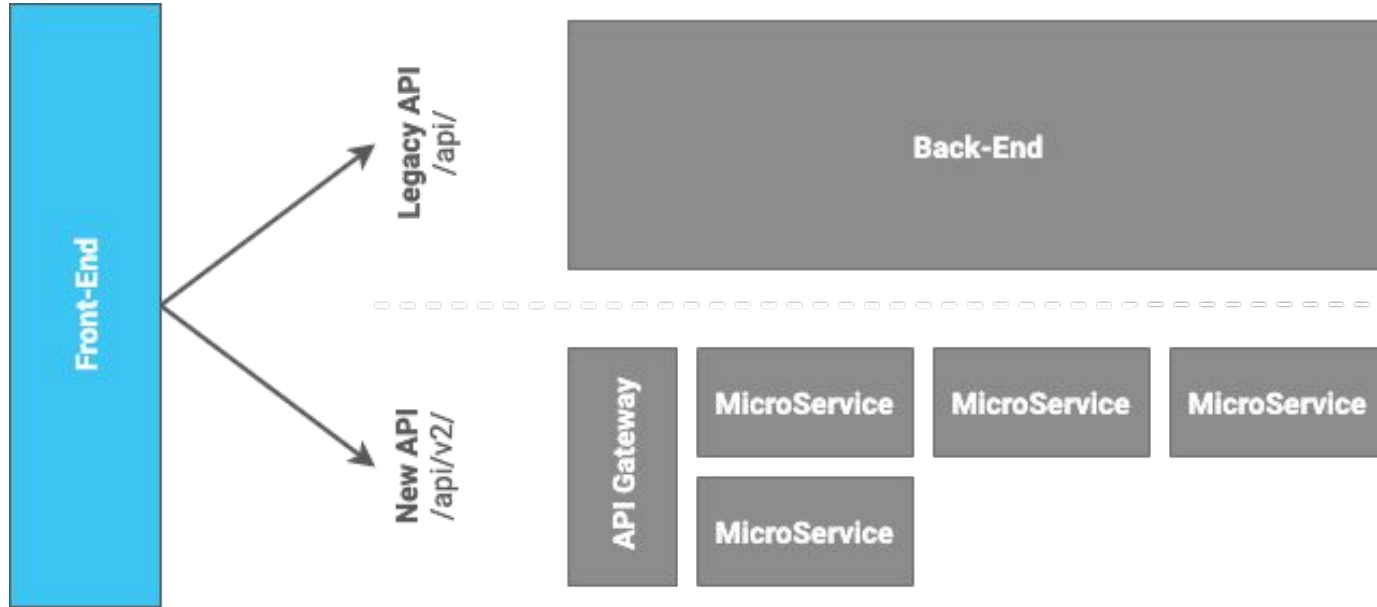 Front-End
Legacy API
/api/
Back-End
New API
/api/v2/
API Gateway
MicroService
MicroService
MicroService
MicroService